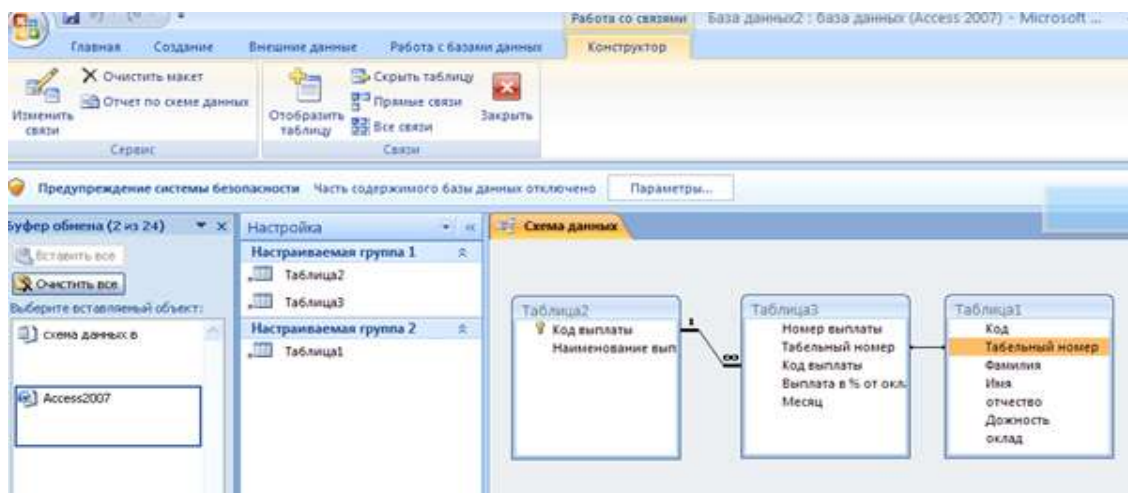 Работа со связями
База данных2 : база данных (Access 2007) - Microsoft ...
Главная Создание Внешние данные Работа с базами данных Конструктор
Изменить связи
Очистить макет
Отчет по схеме данных
Сервис
Отобразить таблицу
Скрыть таблицу
Прямые связи
Все связи
Закрыть
Связи
Предупреждение системы безопасности Часть содержимого базы данных отключено Параметры...
Буфер обмена (2 из 24)
Вставить все
Очистить все
Выберите вставляемый объект:
схема данных в
Access2007
Настройка
Настраиваемая группа 1
Таблица2
Таблица3
Настраиваемая группа 2
Таблица1
Схема данных
Таблица2
Код выплаты
Наименование вып
1
∞
Таблица3
Номер выплаты
Табельный номер
Код выплаты
Выплата в % от окл
Месяц
Таблица1
Код
Табельный номер
Фамилия
Имя
отчество
Дожность
оклад